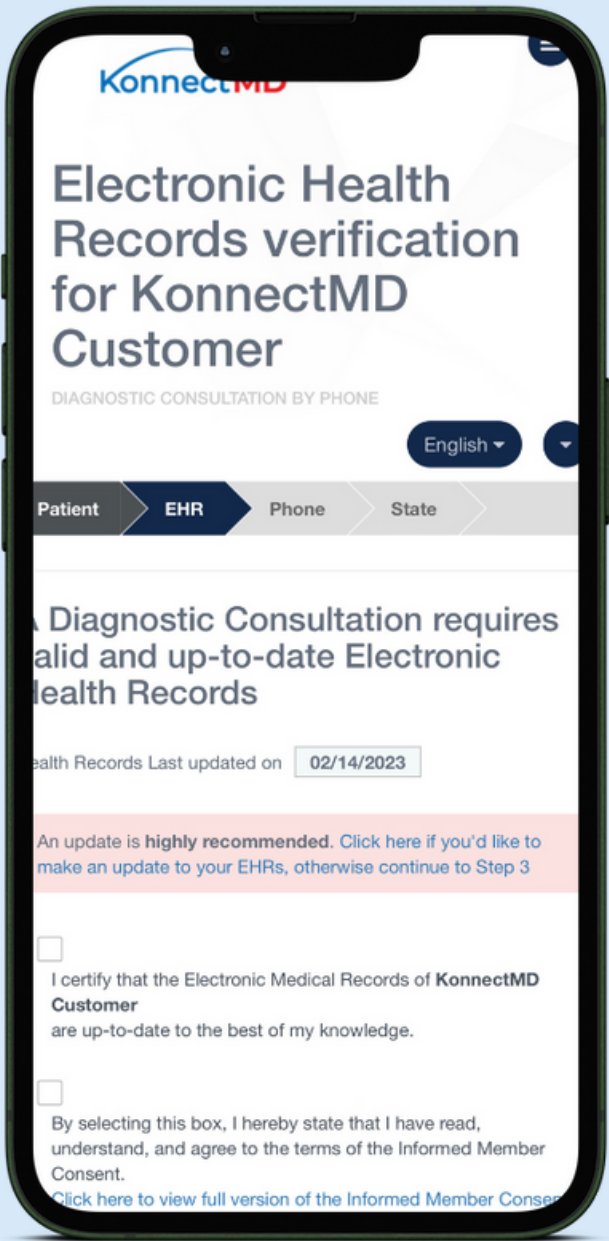 KonnectMD
Electronic Health
Records verification
for KonnectMD
Customer
DIAGNOSTIC CONSULTATION BY PHONE
English
Patient EHR Phone State
Diagnostic Consultation requires
alid and up-to-date Electronic
ealth Records
ealth Records Last updated on 02/14/2023
An update is highly recommended. Click here if you'd like to
make an update to your EHRs, otherwise continue to Step 3
I certify that the Electronic Medical Records of KonnectMD
Customer
are up-to-date to the best of my knowledge.
By selecting this box, I hereby state that I have read,
understand, and agree to the terms of the Informed Member
Consent.
Click here to view full version of the Informed Member Conse